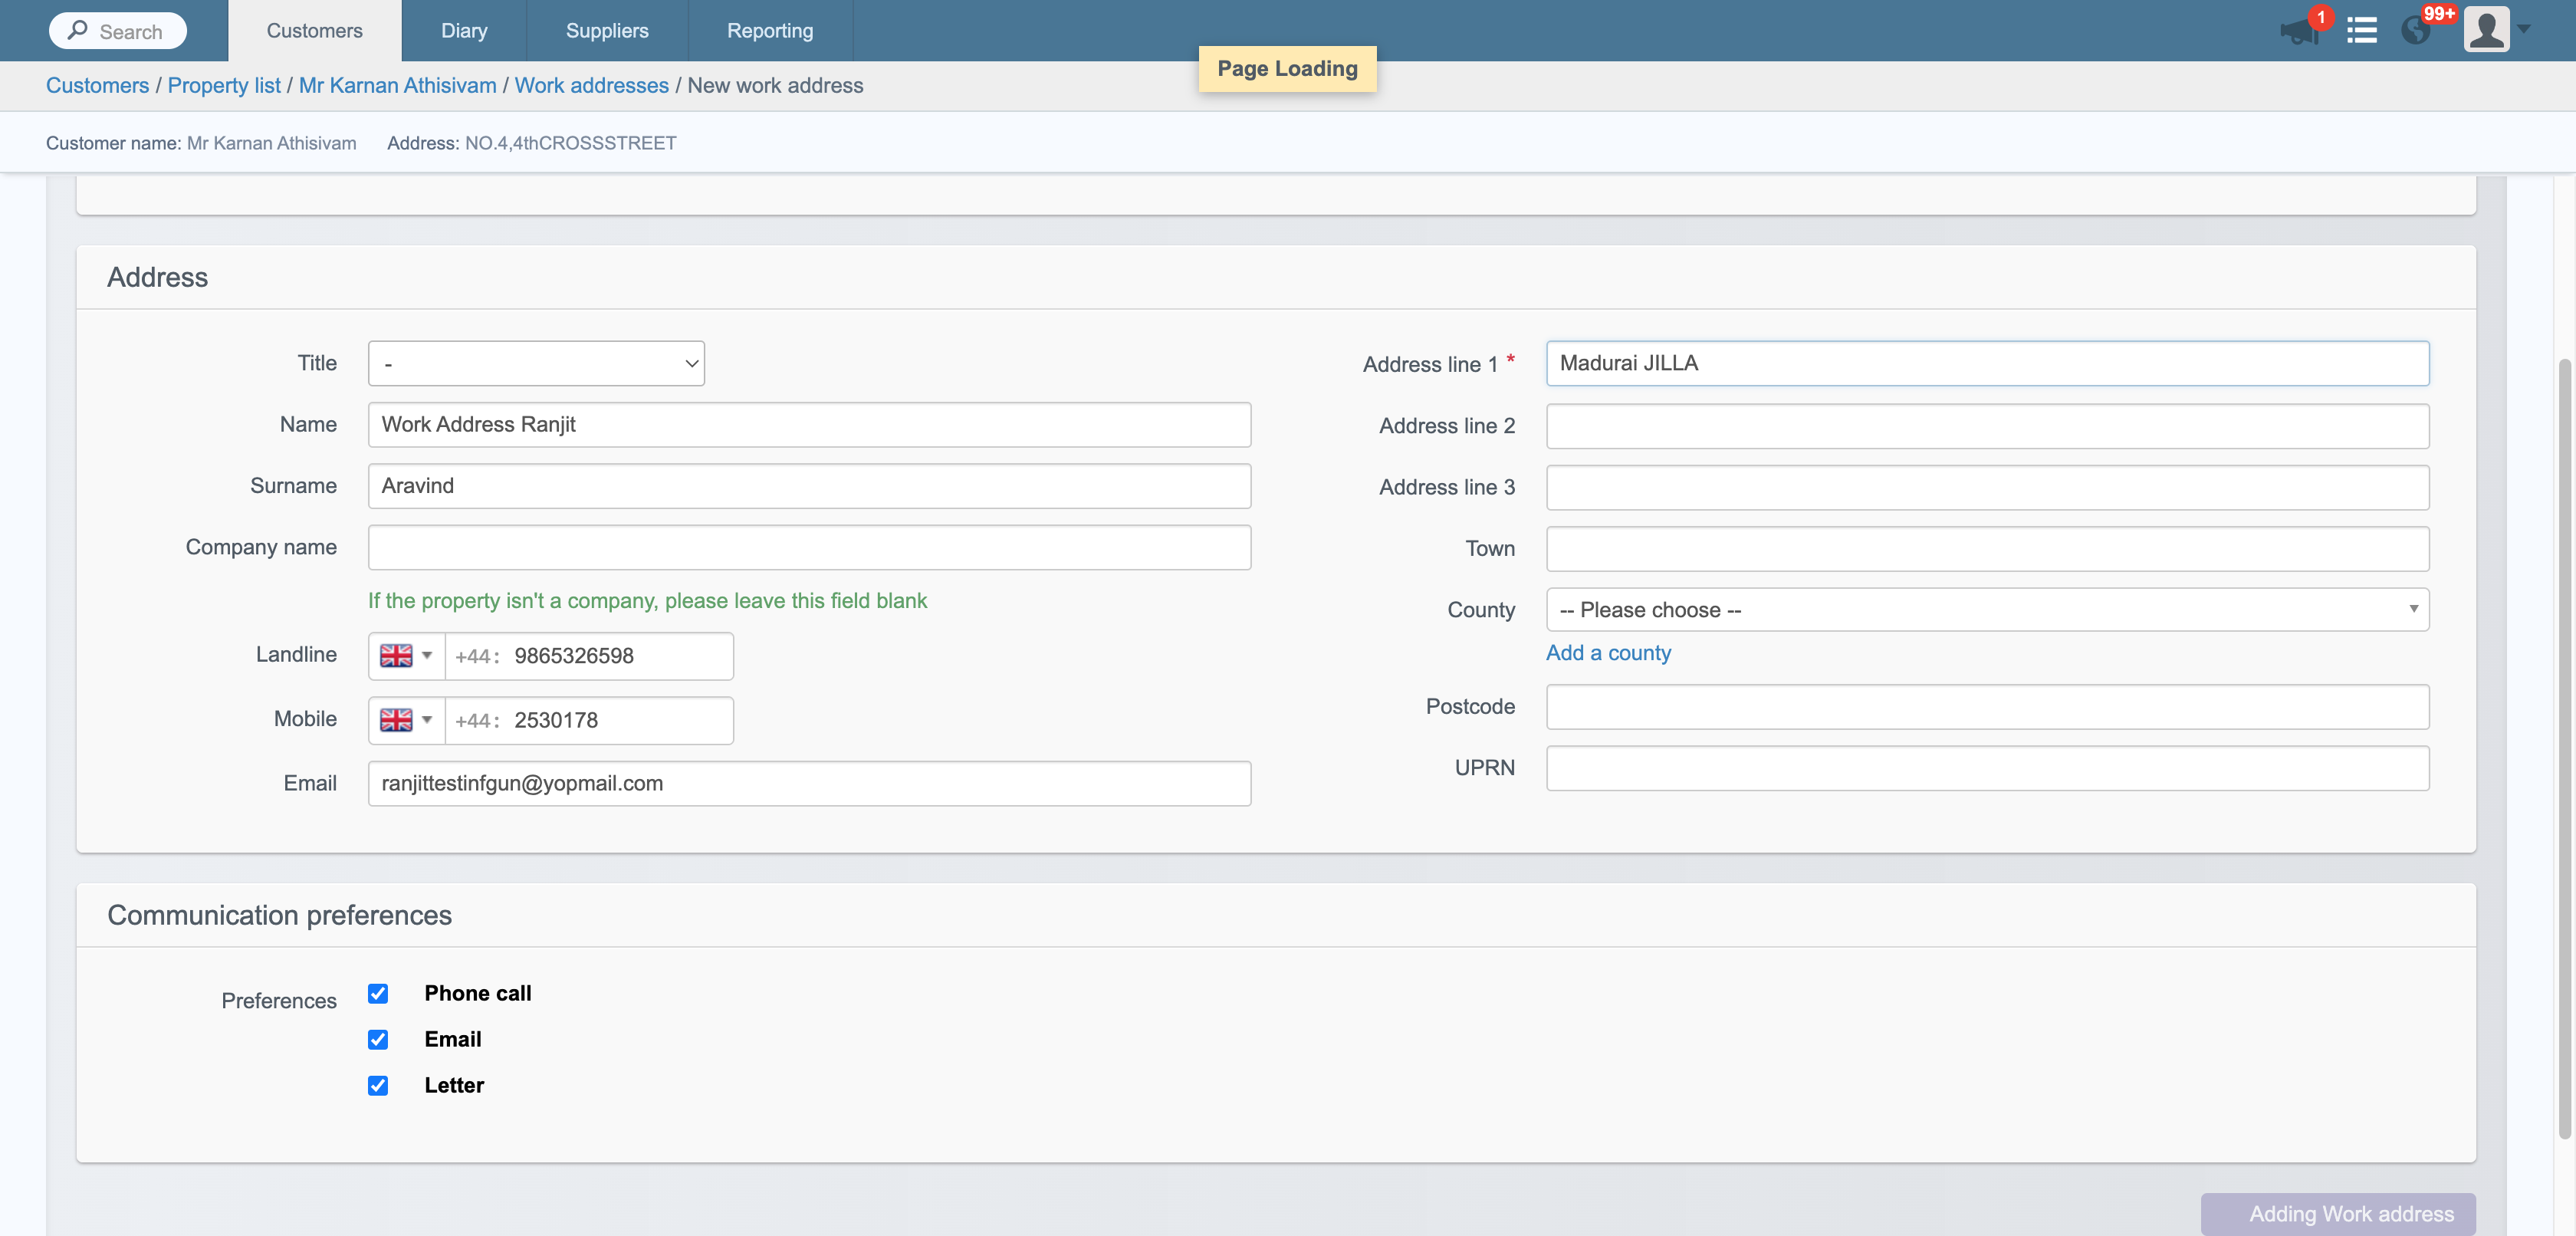 Search
Customers
Diary
Suppliers
Reporting
1
99+
Page Loading
Customers / Property list / Mr Karnan Athisivam / Work addresses / New work address
Customer name: Mr Karnan Athisivam Address: NO.4,4thCROSSSTREET
Address
Title -
Name Work Address Ranjit
Surname Aravind
Company name
If the property isn't a company, please leave this field blank
Landline +44: 9865326598
Mobile +44: 2530178
Email ranjittestinfgun@yopmail.com
Address line 1 * Madurai JILLA
Address line 2
Address line 3
Town
County -- Please choose --
Add a county
Postcode
UPRN
Communication preferences
Preferences Phone call
Email
Letter
Adding Work address